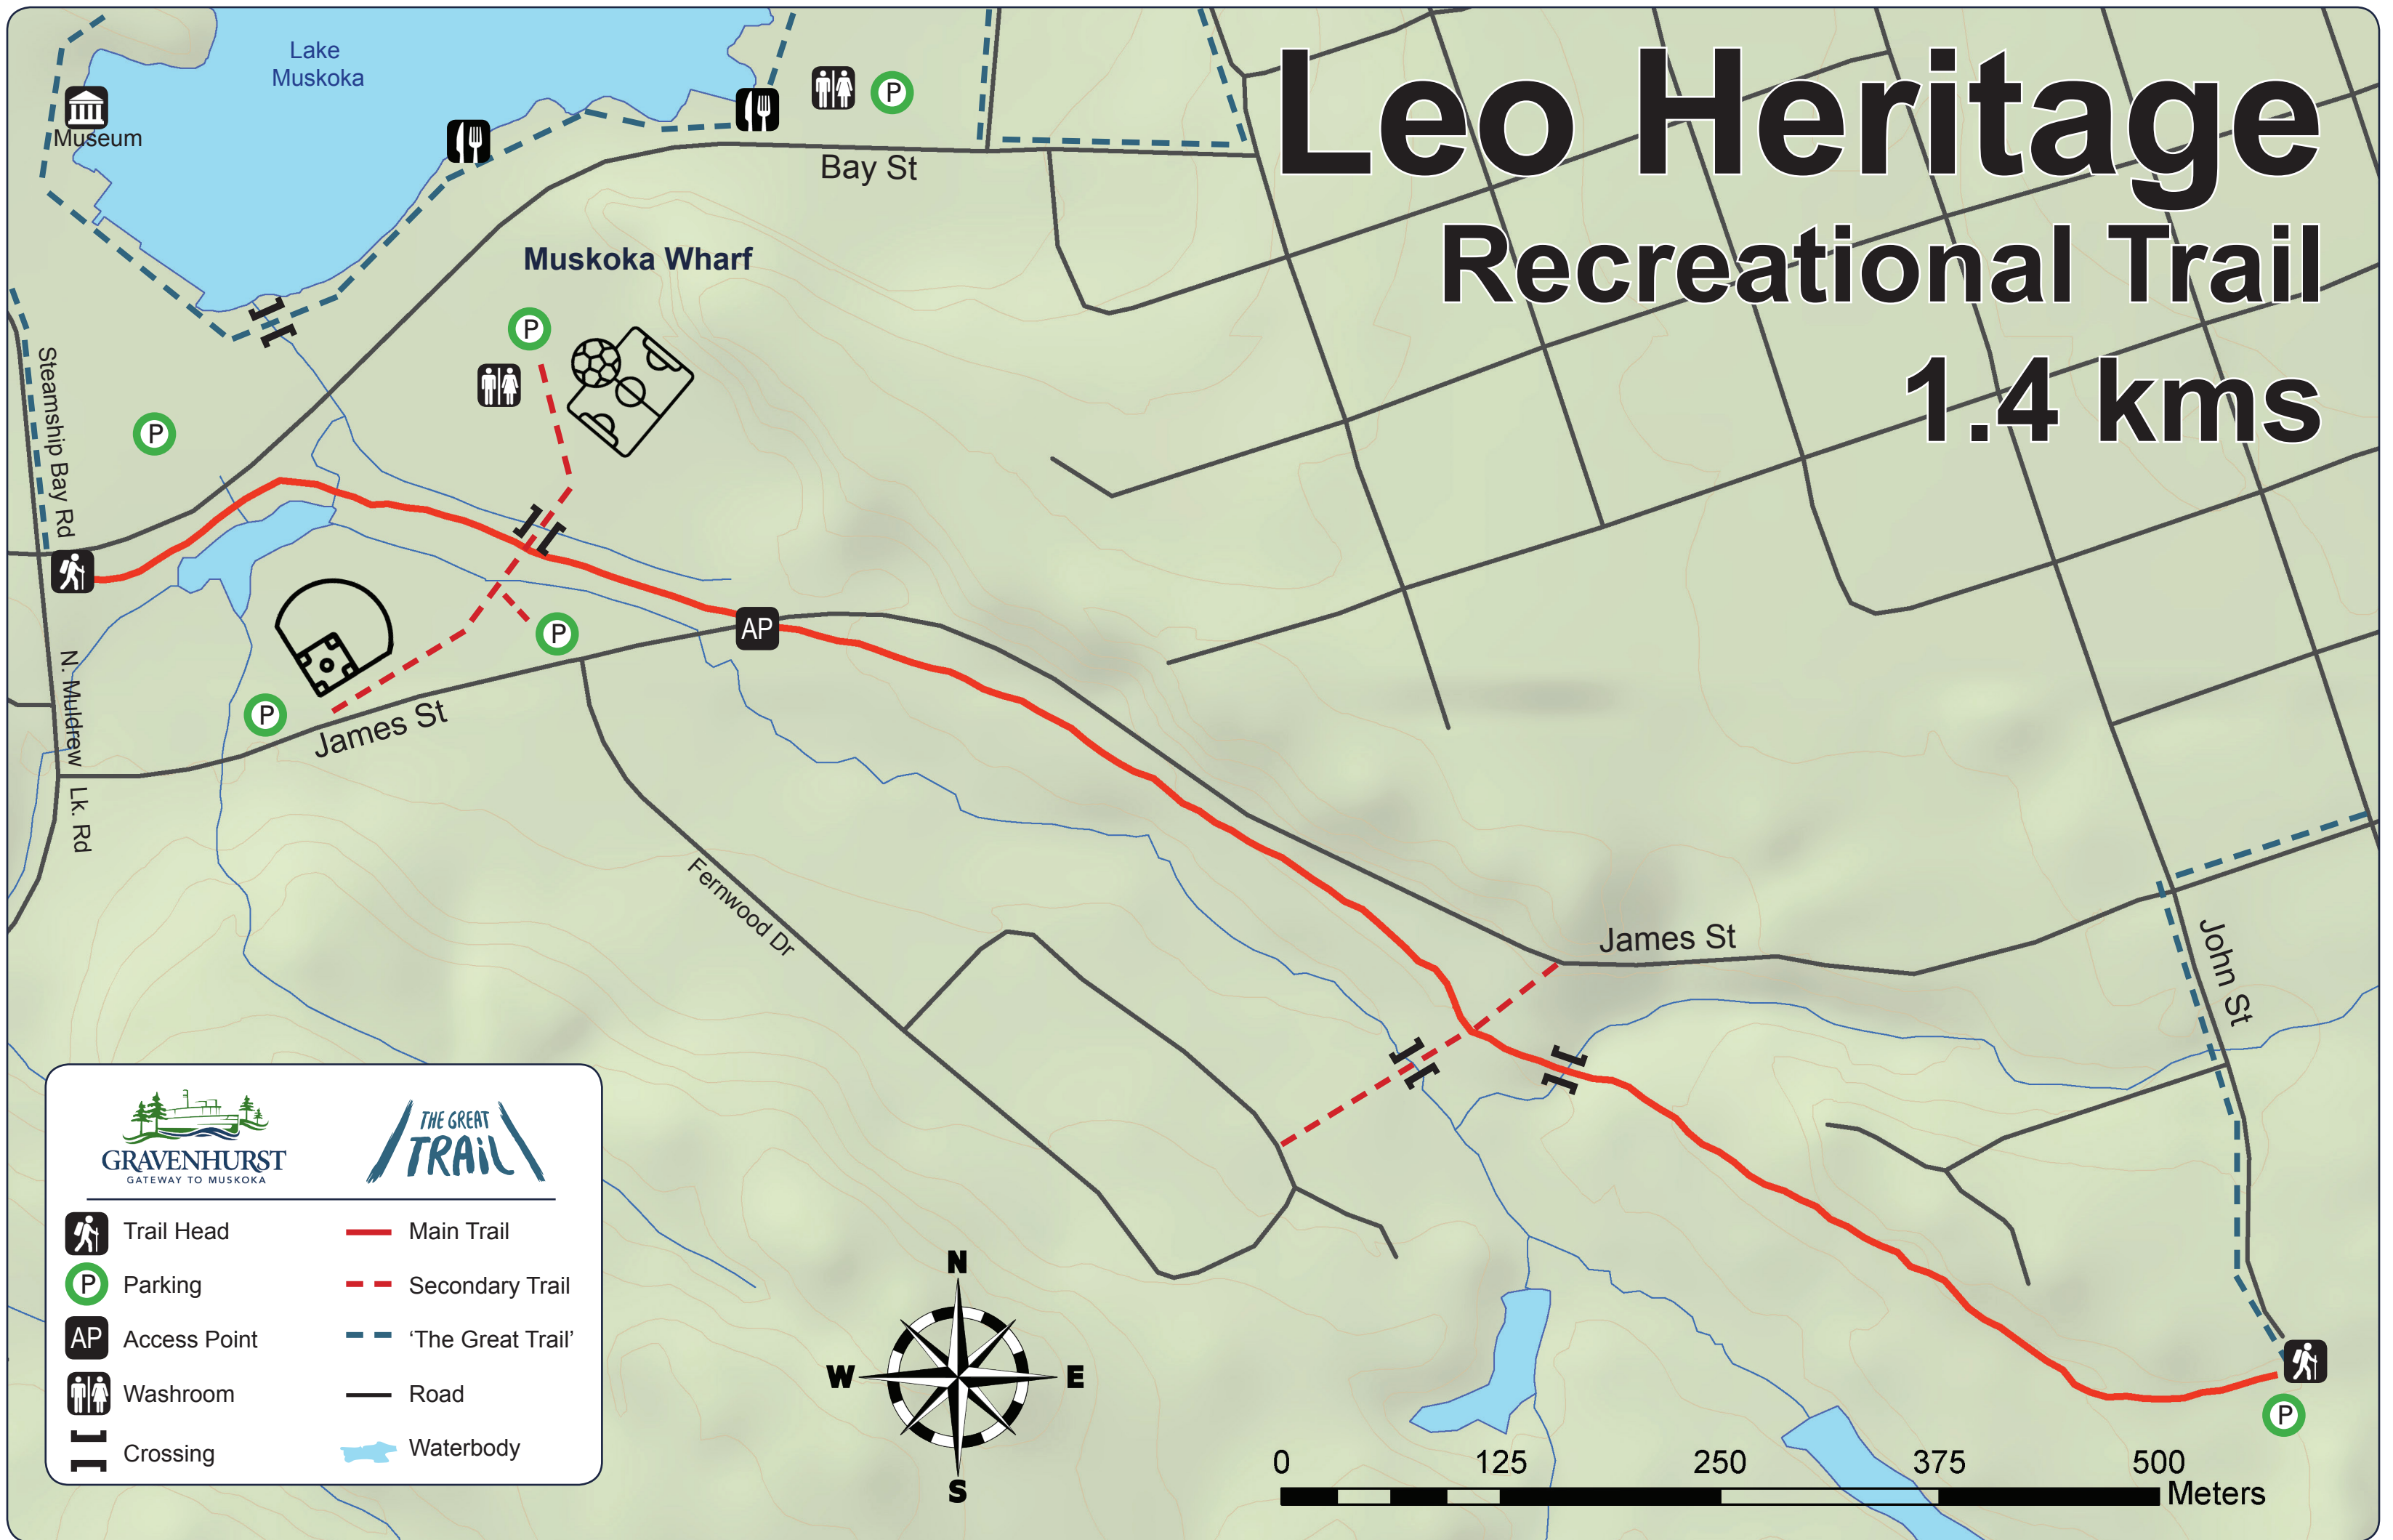 Leo Heritage
Recreational Trail
1.4 kms
Lake
Muskoka
Museum
P
Bay St
Muskoka Wharf
P
Steamship Bay Rd
P
AP
P
N. Muldrew
Lk. Rd
P
James St
Fernwood Dr
James St
John St
P
GRAVENHURST
GATEWAY TO MUSKOKA
THE GREAT
TRAIL
Trail Head
Main Trail
P
Parking
Secondary Trail
AP
Access Point
‘The Great Trail’
Washroom
Road
Crossing
Waterbody
N
W
E
S
0 125 250 375 500
Meters